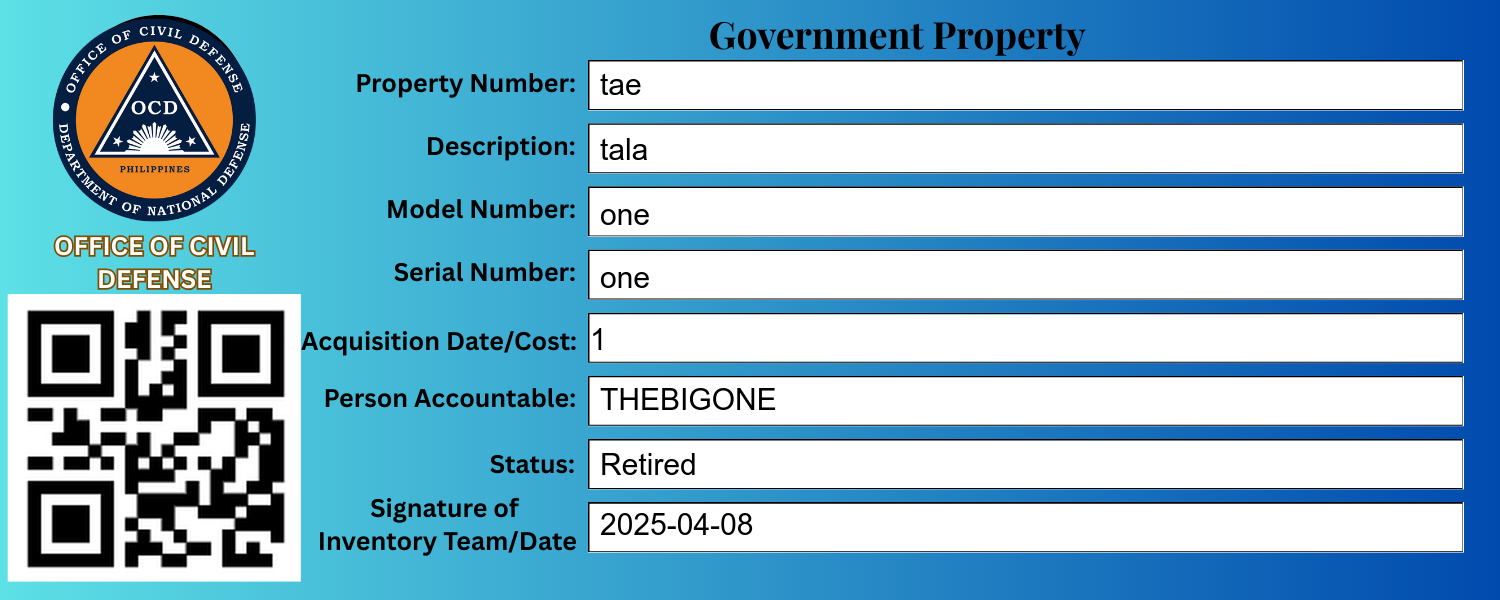 OFFICE OF CIVIL DEFENSE
DEPARTMENT OF NATIONAL DEFENSE
OCD
PHILIPPINES
OFFICE OF CIVIL
DEFENSE
Government Property
Property Number: tae
Description: tala
Model Number: one
Serial Number: one
Acquisition Date/Cost: 1
Person Accountable: THEBIGONE
Status: Retired
Signature of
Inventory Team/Date 2025-04-08